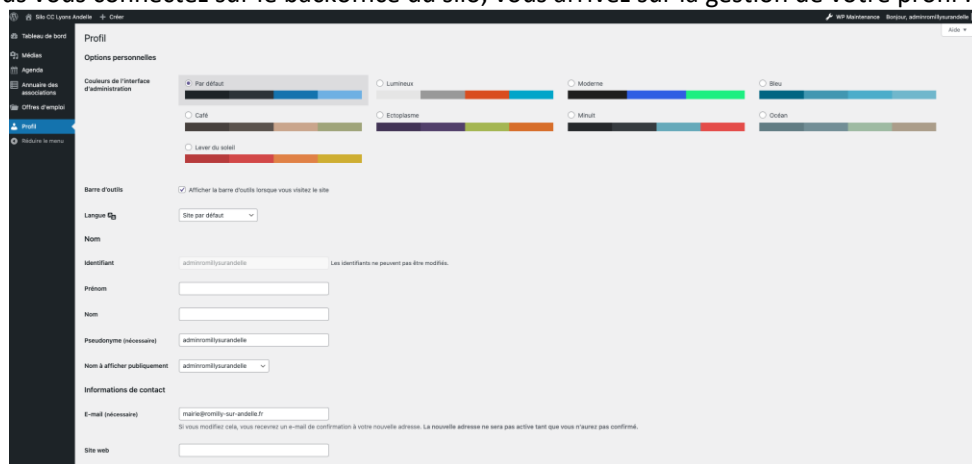 vous connectez sur le backoffice du silo, vous arrivez sur la gestion de votre profil
Silo CC Lyons Andelle + Créer WP Maintenance Bonjour, adminromillysurandelle
Aide
Tableau de bord
Médias
Agenda
Annuaire des
associations
Offres d'emploi
Profil
Réduire le menu
Profil
Options personnelles
Couleurs de l'interface
d'administration
Par défaut Lumineux Moderne Bleu
Café Ectoplasme Minuit Océan
Lever du soleil
Barre d'outils Afficher la barre d'outils lorsque vous visitez le site
Langue Site par défaut
Nom
Identifiant adminromillysurandelle Les identifiants ne peuvent pas être modifiés.
Prénom
Nom
Pseudonyme (nécessaire) adminromillysurandelle
Nom à afficher publiquement adminromillysurandelle
Informations de contact
E-mail (nécessaire) mairie@romilly-sur-andelle.fr
Si vous modifiez cela, vous recevrez un e-mail de confirmation à votre nouvelle adresse. La nouvelle adresse ne sera pas active tant que vous n'aurez pas confirmé.
Site web